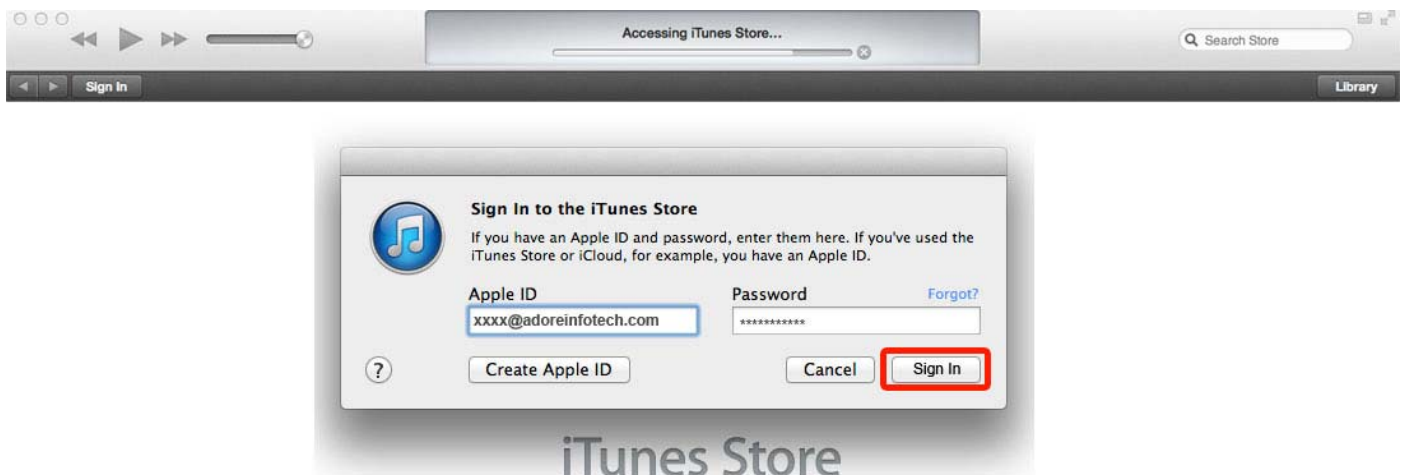 Accessing iTunes Store...
Search Store
Sign In
Library
Sign In to the iTunes Store
If you have an Apple ID and password, enter them here. If you've used the
iTunes Store or iCloud, for example, you have an Apple ID.
Apple ID
Password
Forgot?
xxxx@adoreinfotech.com
***********
?
Create Apple ID
Cancel
Sign In
iTunes Store